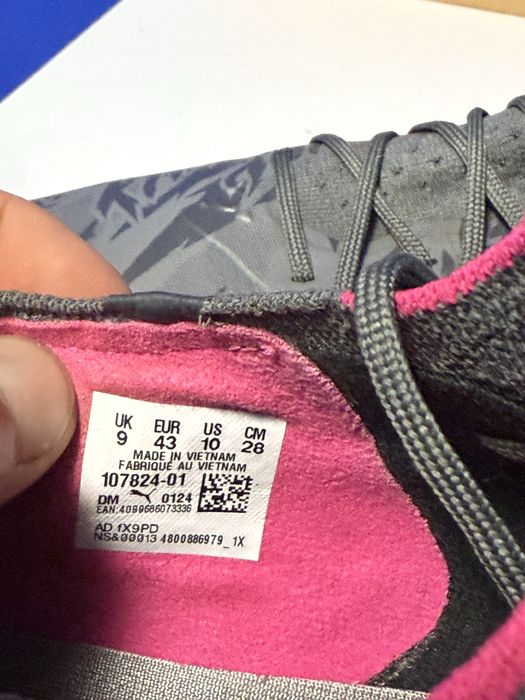 UK EUR US CM
9 43 10 28
MADE IN VIETNAM
FABRIQUE AU VIETNAM
107824-01
DM 0124
EAN:4099686073336
AD 1X9PD
NS&00013 4800886979_1X